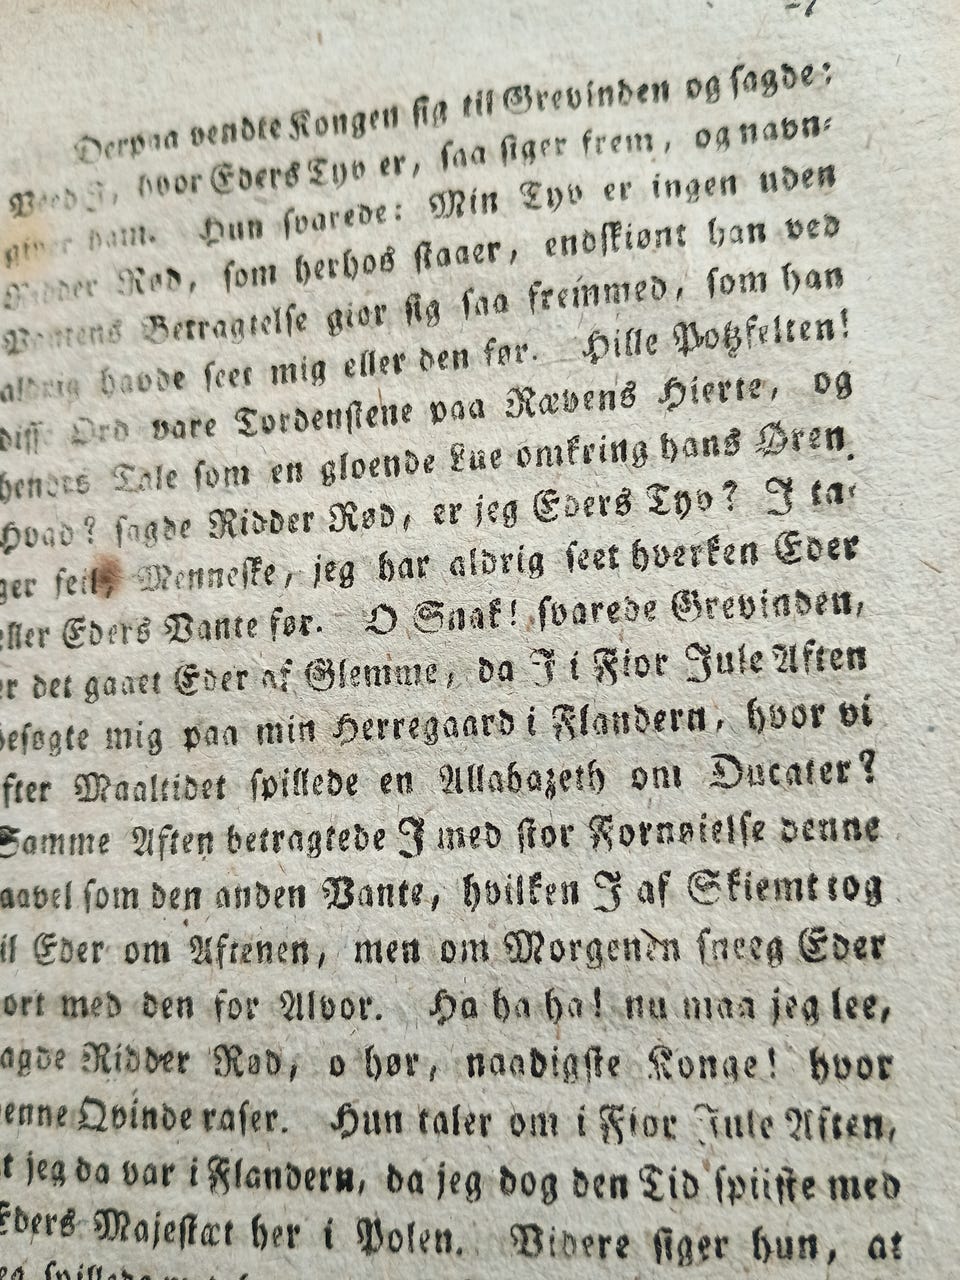 27
Derpaa vendte Kongen sig til Grevinden og sagde:
Veed I, hvor Eders Tyv er, saa siger frem, og navn-
giver ham. Hun svarede: Min Tyv er ingen uden
Ridder Rød, som herhos staaer, endskiønt han ved
Vantens Betragtelse giør sig saa fremmed, som han
aldrig havde seet mig eller den før. Hille Potzfelten!
diss Ord vare Tordenstene paa Rævens Hierte, og
hendes Tale som en gloende Lue omkring hans Øren.
Hvad? sagde Ridder Rød, er jeg Eders Tyv? I ta-
ger feil, Menneske, jeg har aldrig seet hverken Eder
eller Eders Vante før. O Snak! svarede Grevinden,
er det gaaet Eder af Glemme, da I i Fior Jule Aften
besøgte mig paa min Herregaard i Flandern, hvor vi
efter Maaltidet spillede en Allabazeth om Ducater?
Samme Aften betragtede I med stor Fornøielse denne
saavel som den anden Vante, hvilken I af Skiemt tog
til Eder om Aftenen, men om Morgenen sneeg Eder
bort med den for Alvor. Ha ha ha! nu maa jeg lee,
sagde Ridder Rød, o hør, naadigste Konge! hvor
denne Qvinde raser. Hun taler om i Fior Jule Aften,
at jeg da var i Flandern, da jeg dog den Tid spiiste med
Eders Majestæt her i Polen. Videre siger hun, at
jeg spillede